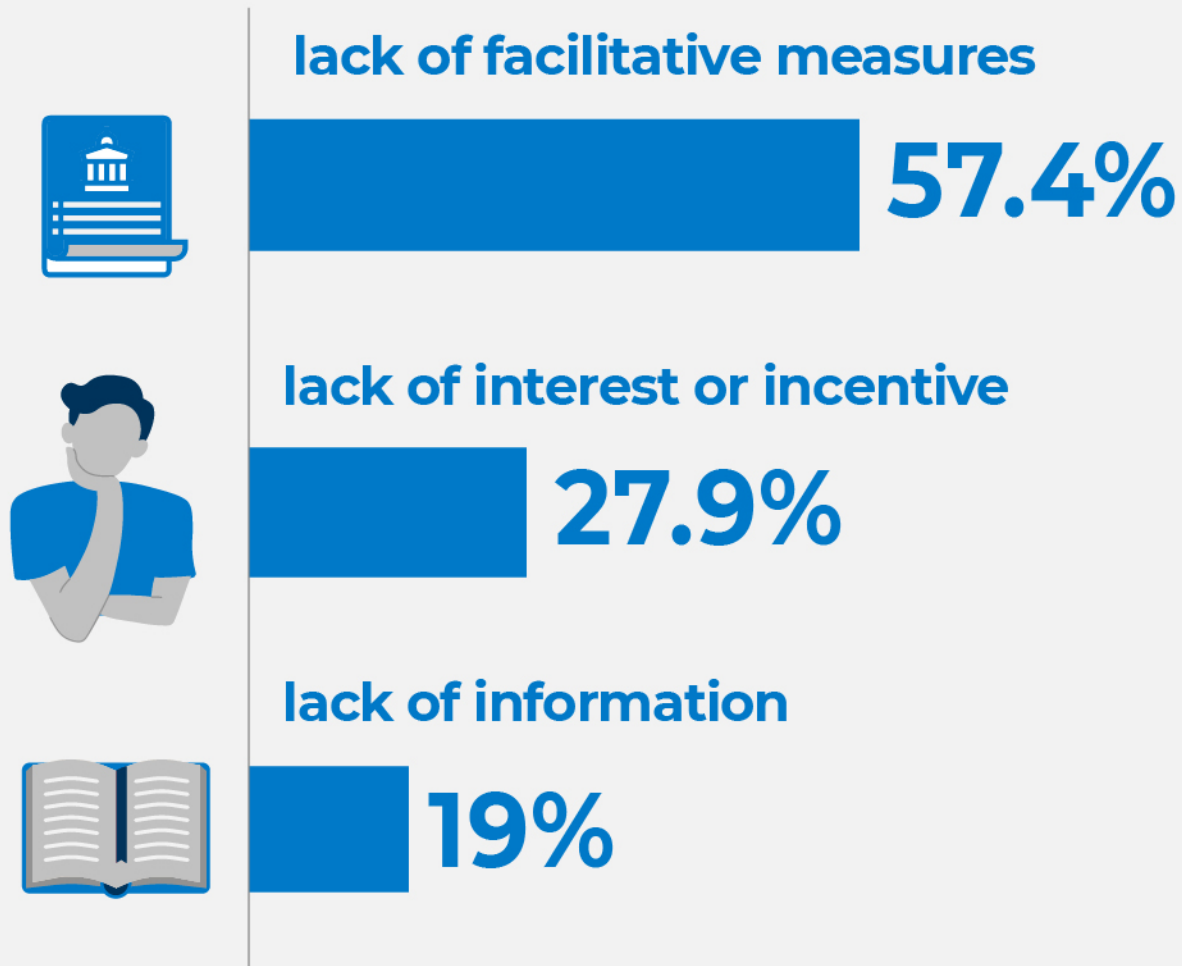 lack of facilitative measures
57.4%
lack of interest or incentive
27.9%
lack of information
19%